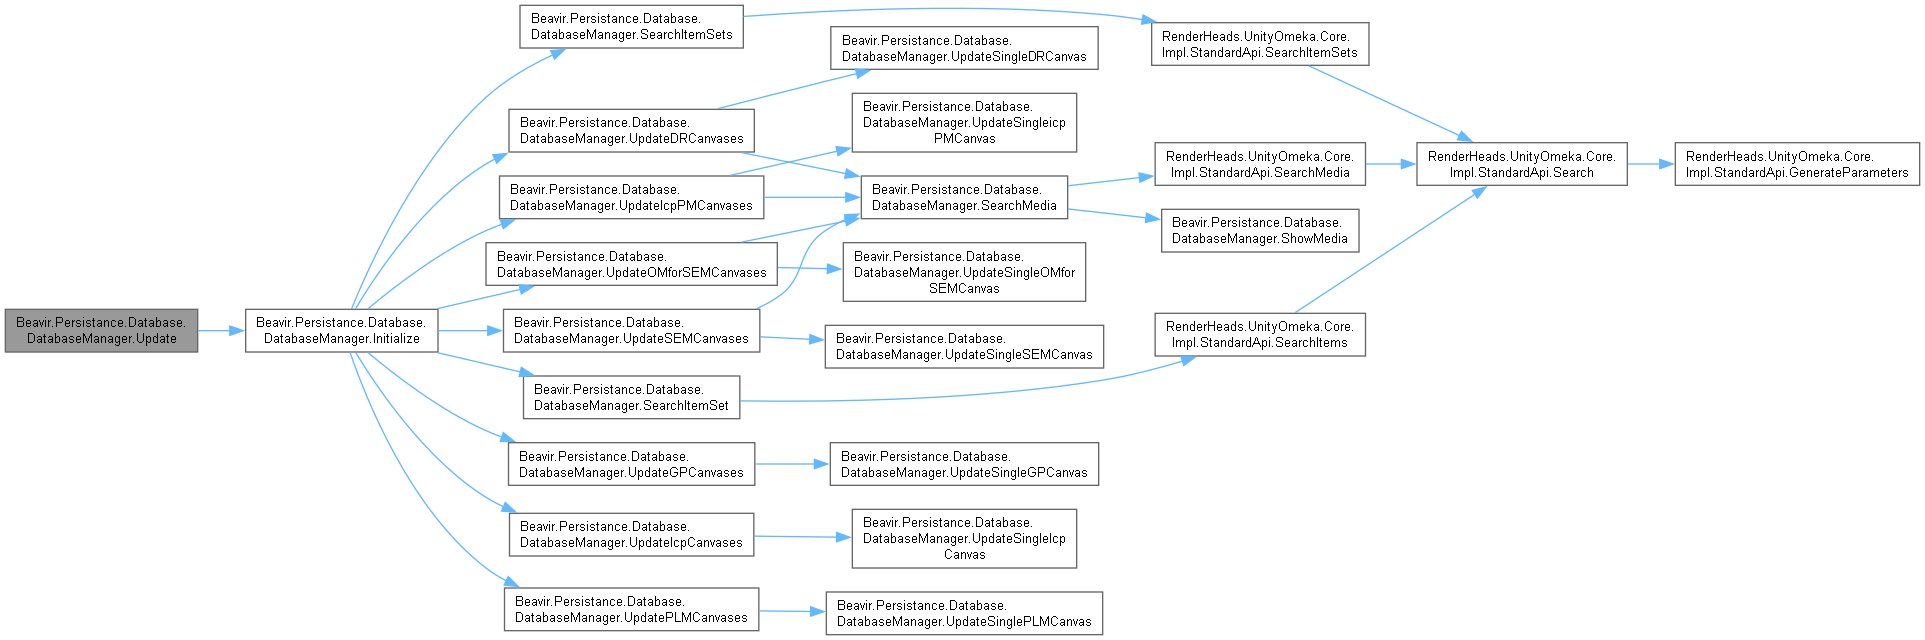 Beavir.Persistance.Database.
DatabaseManager.Update
Beavir.Persistance.Database.
DatabaseManager.Initialize
Beavir.Persistance.Database.
DatabaseManager.SearchItemSets
Beavir.Persistance.Database.
DatabaseManager.UpdateDRCanvases
Beavir.Persistance.Database.
DatabaseManager.UpdateIcpPMCanvases
Beavir.Persistance.Database.
DatabaseManager.UpdateOMforSEMCanvases
Beavir.Persistance.Database.
DatabaseManager.UpdateSEMCanvases
Beavir.Persistance.Database.
DatabaseManager.SearchItemSet
Beavir.Persistance.Database.
DatabaseManager.UpdateGPCanvases
Beavir.Persistance.Database.
DatabaseManager.UpdateIcpCanvases
Beavir.Persistance.Database.
DatabaseManager.UpdatePLMCanvases
Beavir.Persistance.Database.
DatabaseManager.UpdateSingleDRCanvas
Beavir.Persistance.Database.
DatabaseManager.UpdateSingleicp
PMCanvas
Beavir.Persistance.Database.
DatabaseManager.SearchMedia
Beavir.Persistance.Database.
DatabaseManager.UpdateSingleOMfor
SEMCanvas
Beavir.Persistance.Database.
DatabaseManager.UpdateSingleSEMCanvas
Beavir.Persistance.Database.
DatabaseManager.UpdateSingleGPCanvas
Beavir.Persistance.Database.
DatabaseManager.UpdateSingleIcp
Canvas
Beavir.Persistance.Database.
DatabaseManager.UpdateSinglePLMCanvas
RenderHeads.UnityOmeka.Core.
Impl.StandardApi.SearchItemSets
RenderHeads.UnityOmeka.Core.
Impl.StandardApi.SearchMedia
Beavir.Persistance.Database.
DatabaseManager.ShowMedia
RenderHeads.UnityOmeka.Core.
Impl.StandardApi.SearchItems
RenderHeads.UnityOmeka.Core.
Impl.StandardApi.Search
RenderHeads.UnityOmeka.Core.
Impl.StandardApi.GenerateParameters